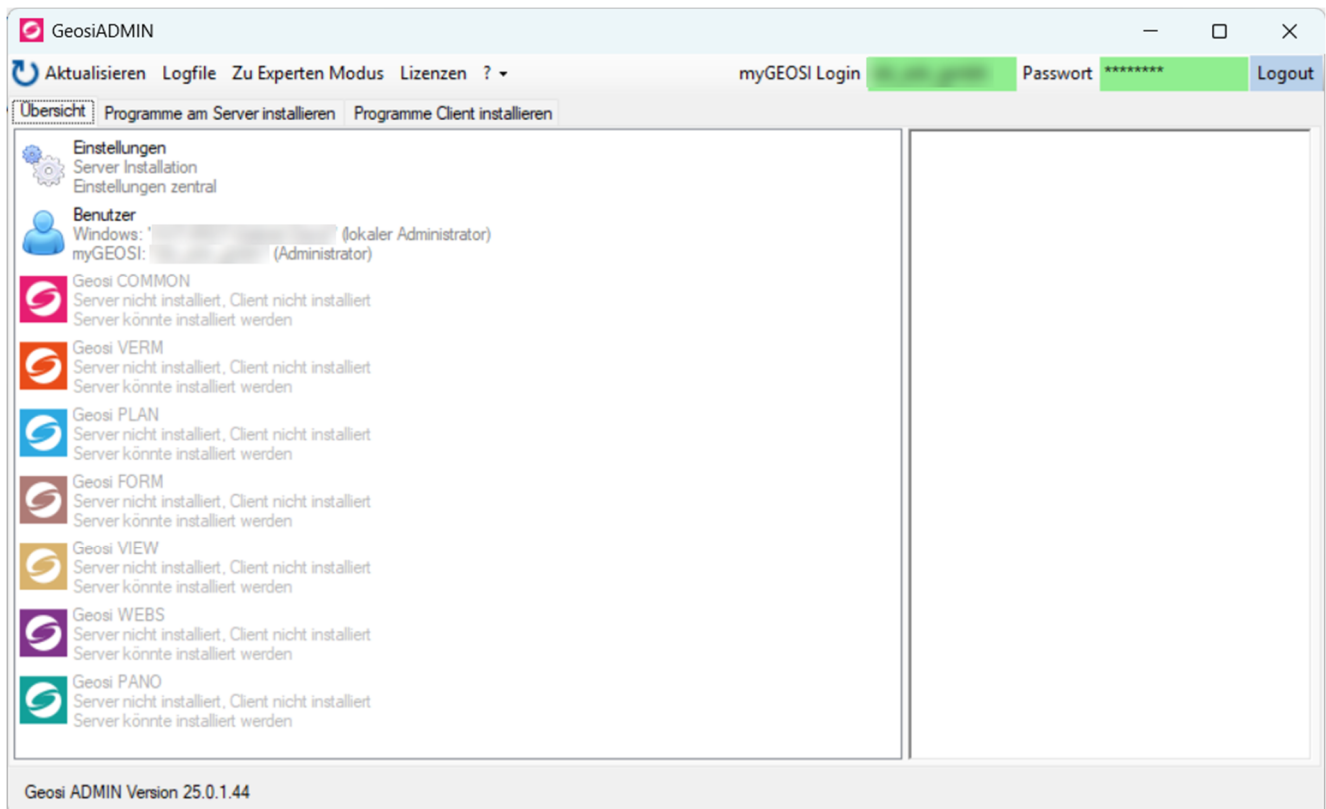 GeosiADMIN
Aktualisieren Logfile Zu Experten Modus Lizenzen ? myGEOSI Login Passwort ******** Logout
Übersicht Programme am Server installieren Programme Client installieren
Einstellungen
Server Installation
Einstellungen zentral
Benutzer
Windows: ' ' (lokaler Administrator)
myGEOSI: (Administrator)
Geosi COMMON
Server nicht installiert, Client nicht installiert
Server könnte installiert werden
Geosi VERM
Server nicht installiert, Client nicht installiert
Server könnte installiert werden
Geosi PLAN
Server nicht installiert, Client nicht installiert
Server könnte installiert werden
Geosi FORM
Server nicht installiert, Client nicht installiert
Server könnte installiert werden
Geosi VIEW
Server nicht installiert, Client nicht installiert
Server könnte installiert werden
Geosi WEBS
Server nicht installiert, Client nicht installiert
Server könnte installiert werden
Geosi PANO
Server nicht installiert, Client nicht installiert
Server könnte installiert werden
Geosi ADMIN Version 25.0.1.44